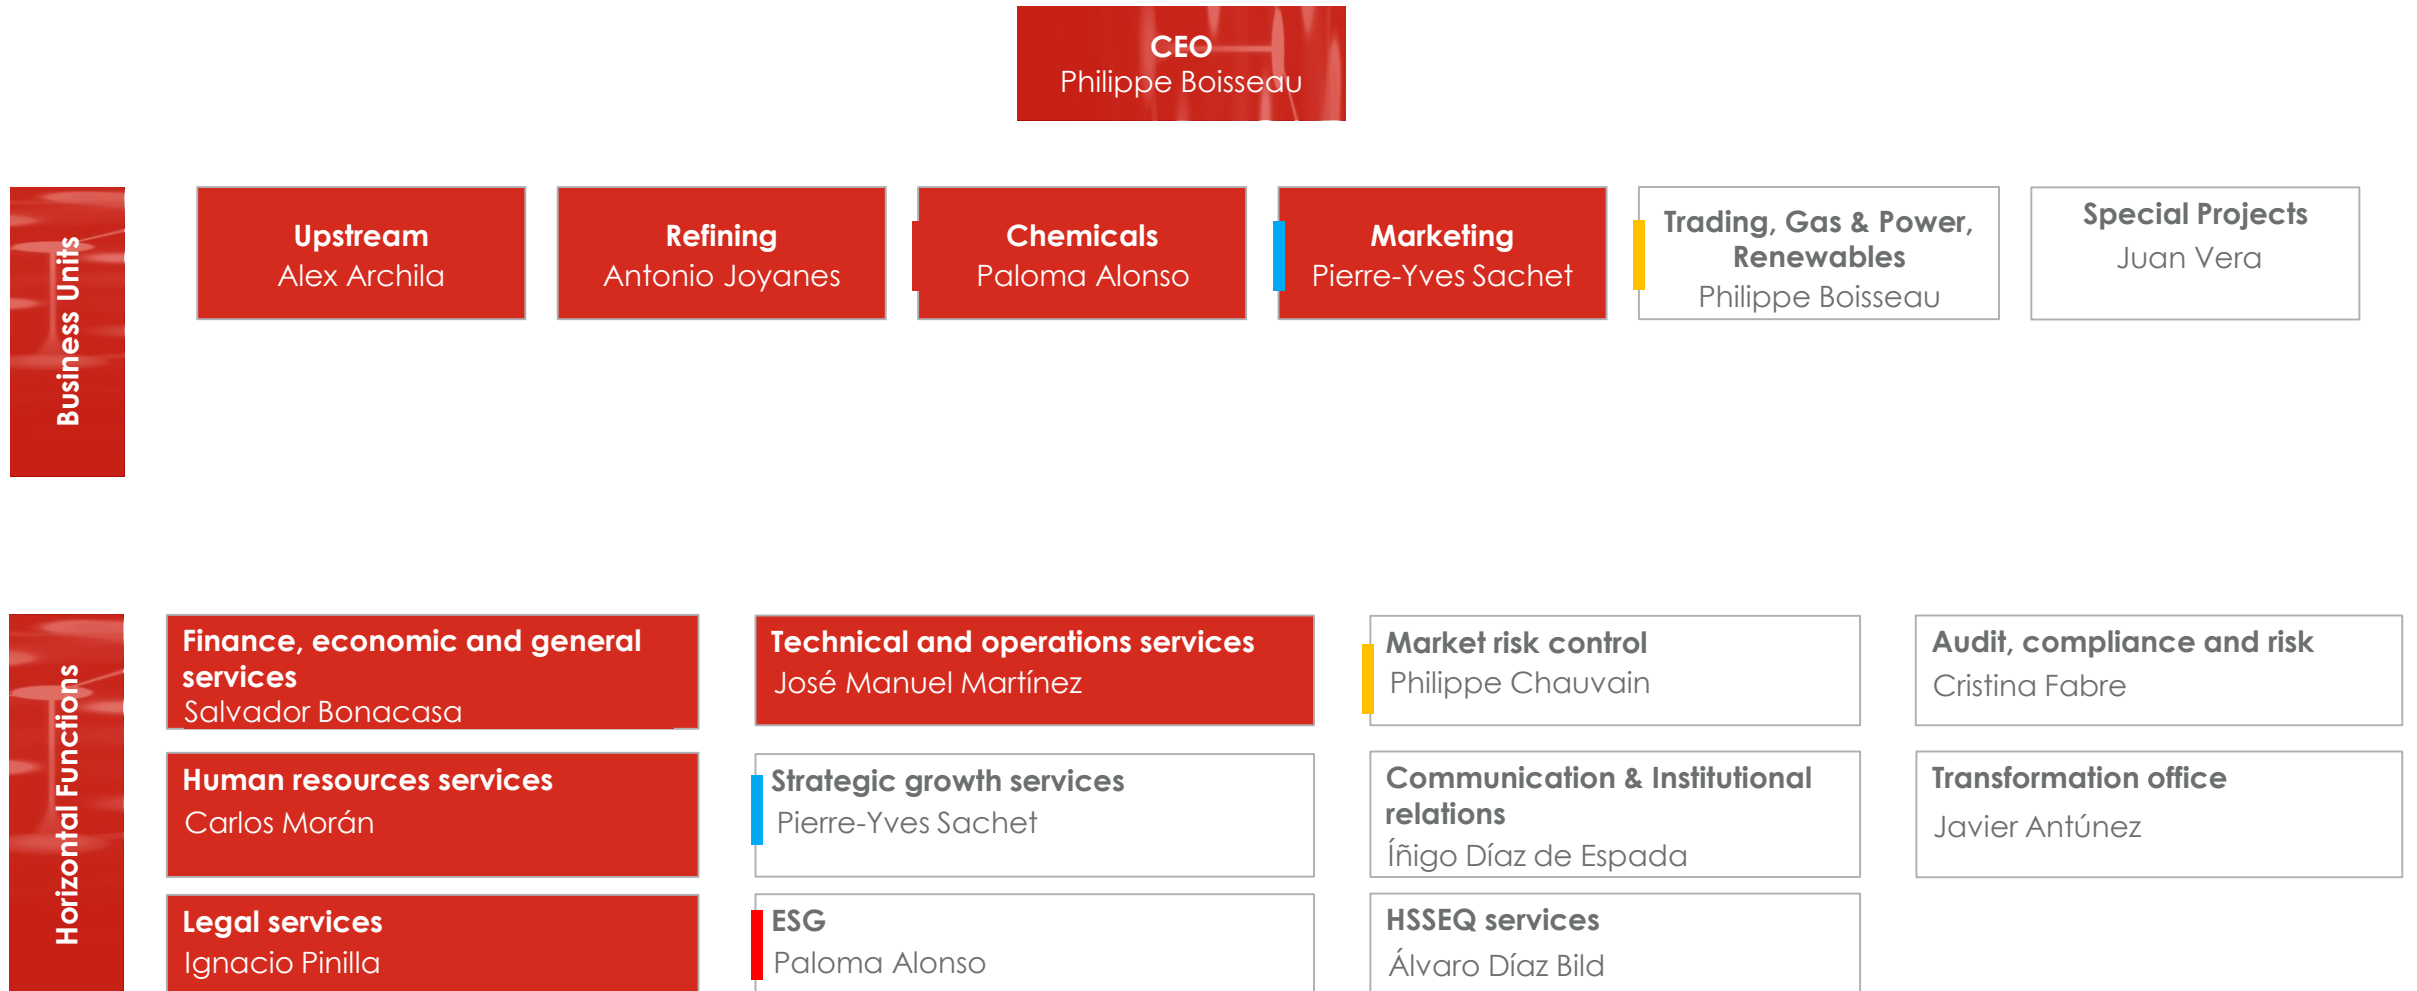 CEO
Philippe Boisseau
Business Units
Upstream
Alex Archila
Refining
Antonio Joyanes
Chemicals
Paloma Alonso
Marketing
Pierre-Yves Sachet
Trading, Gas & Power,
Renewables
Philippe Boisseau
Special Projects
Juan Vera
Horizontal Functions
Finance, economic and general
services
Salvador Bonacasa
Technical and operations services
José Manuel Martínez
Market risk control
Philippe Chauvain
Audit, compliance and risk
Cristina Fabre
Human resources services
Carlos Morán
Strategic growth services
Pierre-Yves Sachet
Communication & Institutional
relations
Íñigo Díaz de Espada
Transformation office
Javier Antúnez
Legal services
Ignacio Pinilla
ESG
Paloma Alonso
HSSEQ services
Álvaro Díaz Bild